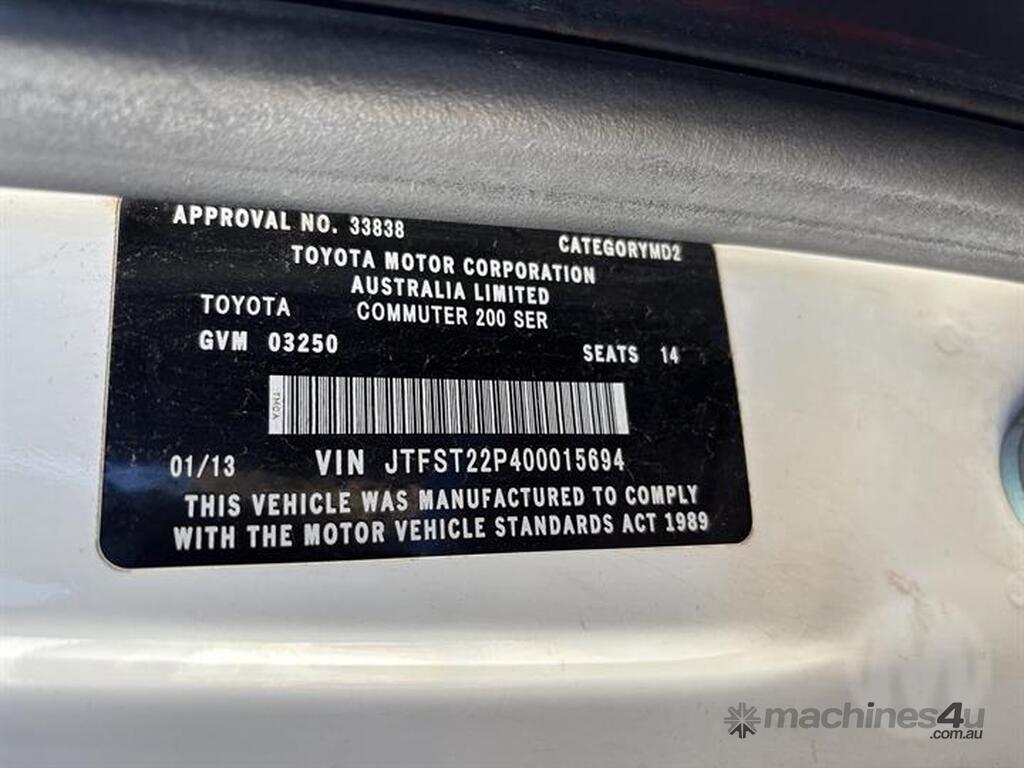 APPROVAL NO. 33838
CATEGORYMD2
TOYOTA MOTOR CORPORATION
AUSTRALIA LIMITED
TOYOTA COMMUTER 200 SER
GVM 03250 SEATS 14
TMCA
01/13 VIN JTFST22P400015694
THIS VEHICLE WAS MANUFACTURED TO COMPLY
WITH THE MOTOR VEHICLE STANDARDS ACT 1989
machines4u
.com.au